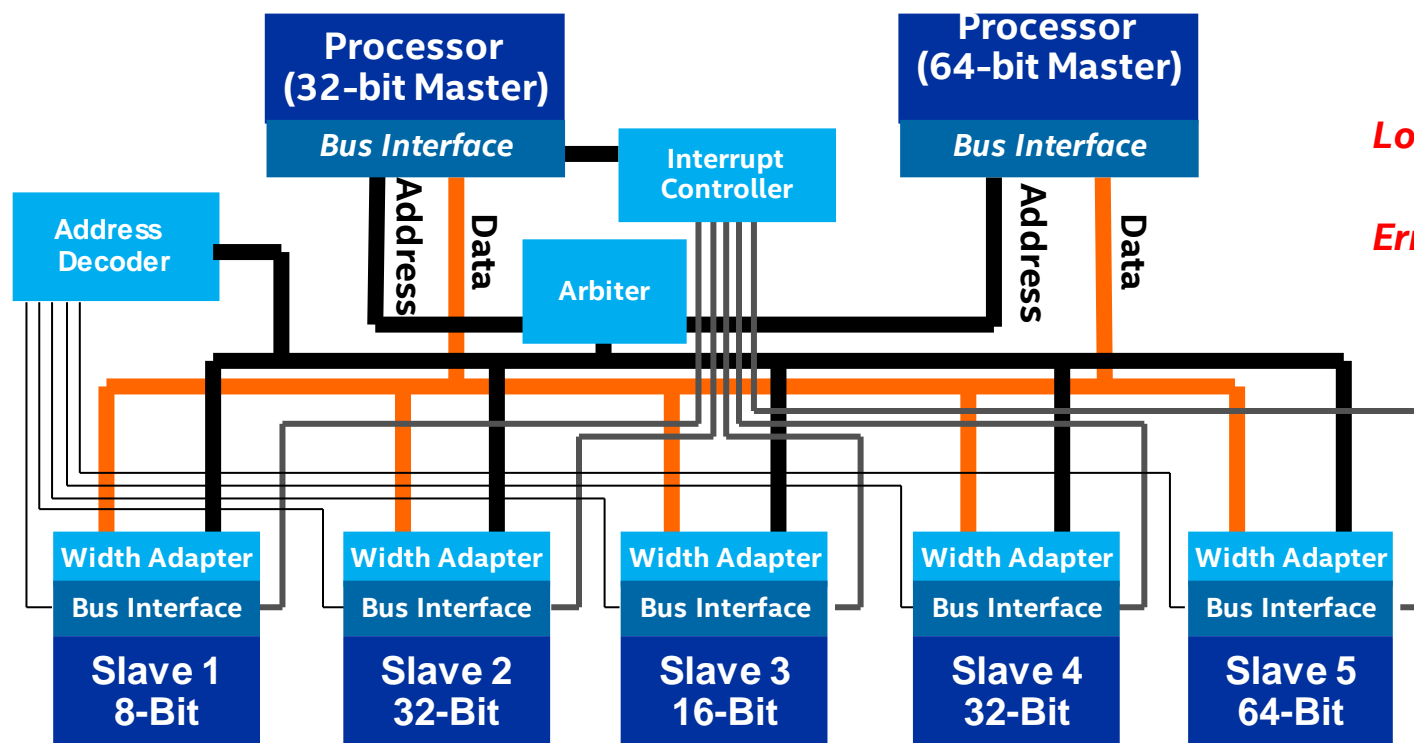 Processor
(32-bit Master)
Bus Interface
Processor
(64-bit Master)
Bus Interface
Interrupt
Controller
Lo
Err
Address
Decoder
Address
Data
Arbiter
Address
Data
Width Adapter
Bus Interface
Slave 1
8-Bit
Width Adapter
Bus Interface
Slave 2
32-Bit
Width Adapter
Bus Interface
Slave 3
16-Bit
Width Adapter
Bus Interface
Slave 4
32-Bit
Width Adapter
Bus Interface
Slave 5
64-Bit